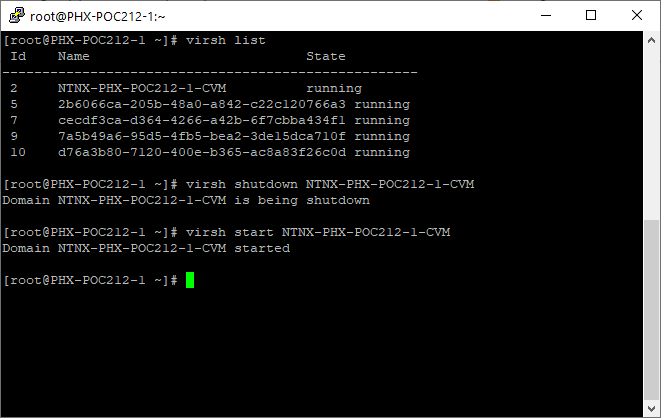 root@PHX-POC212-1:~
[root@PHX-POC212-1 ~]# virsh list
Id Name State
----------------------------------------------------
2 NTNX-PHX-POC212-1-CVM running
5 2b6066ca-205b-48a0-a842-c22c120766a3 running
7 cecdf3ca-d364-4266-a42b-6f7cbba434f1 running
9 7a5b49a6-95d5-4fb5-bea2-3de15dca710f running
10 d76a3b80-7120-400e-b365-ac8a83f26c0d running
[root@PHX-POC212-1 ~]# virsh shutdown NTNX-PHX-POC212-1-CVM
Domain NTNX-PHX-POC212-1-CVM is being shutdown
[root@PHX-POC212-1 ~]# virsh start NTNX-PHX-POC212-1-CVM
Domain NTNX-PHX-POC212-1-CVM started
[root@PHX-POC212-1 ~]#